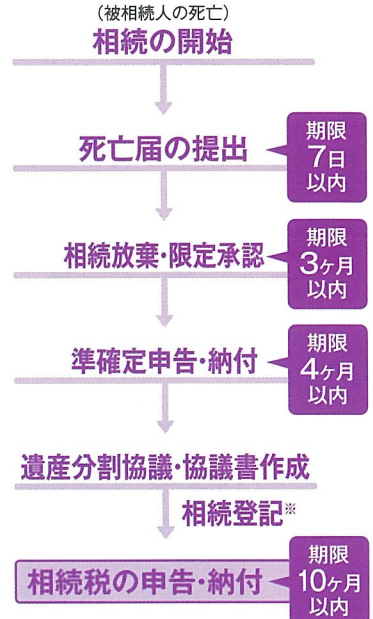 (被相続人の死亡)
相続の開始
死亡届の提出
期限
7日
以内
相続放棄・限定承認
期限
3ヶ月
以内
準確定申告・納付
期限
4ヶ月
以内
遺産分割協議・協議書作成
相続登記※
相続税の申告・納付
期限
10ヶ月
以内